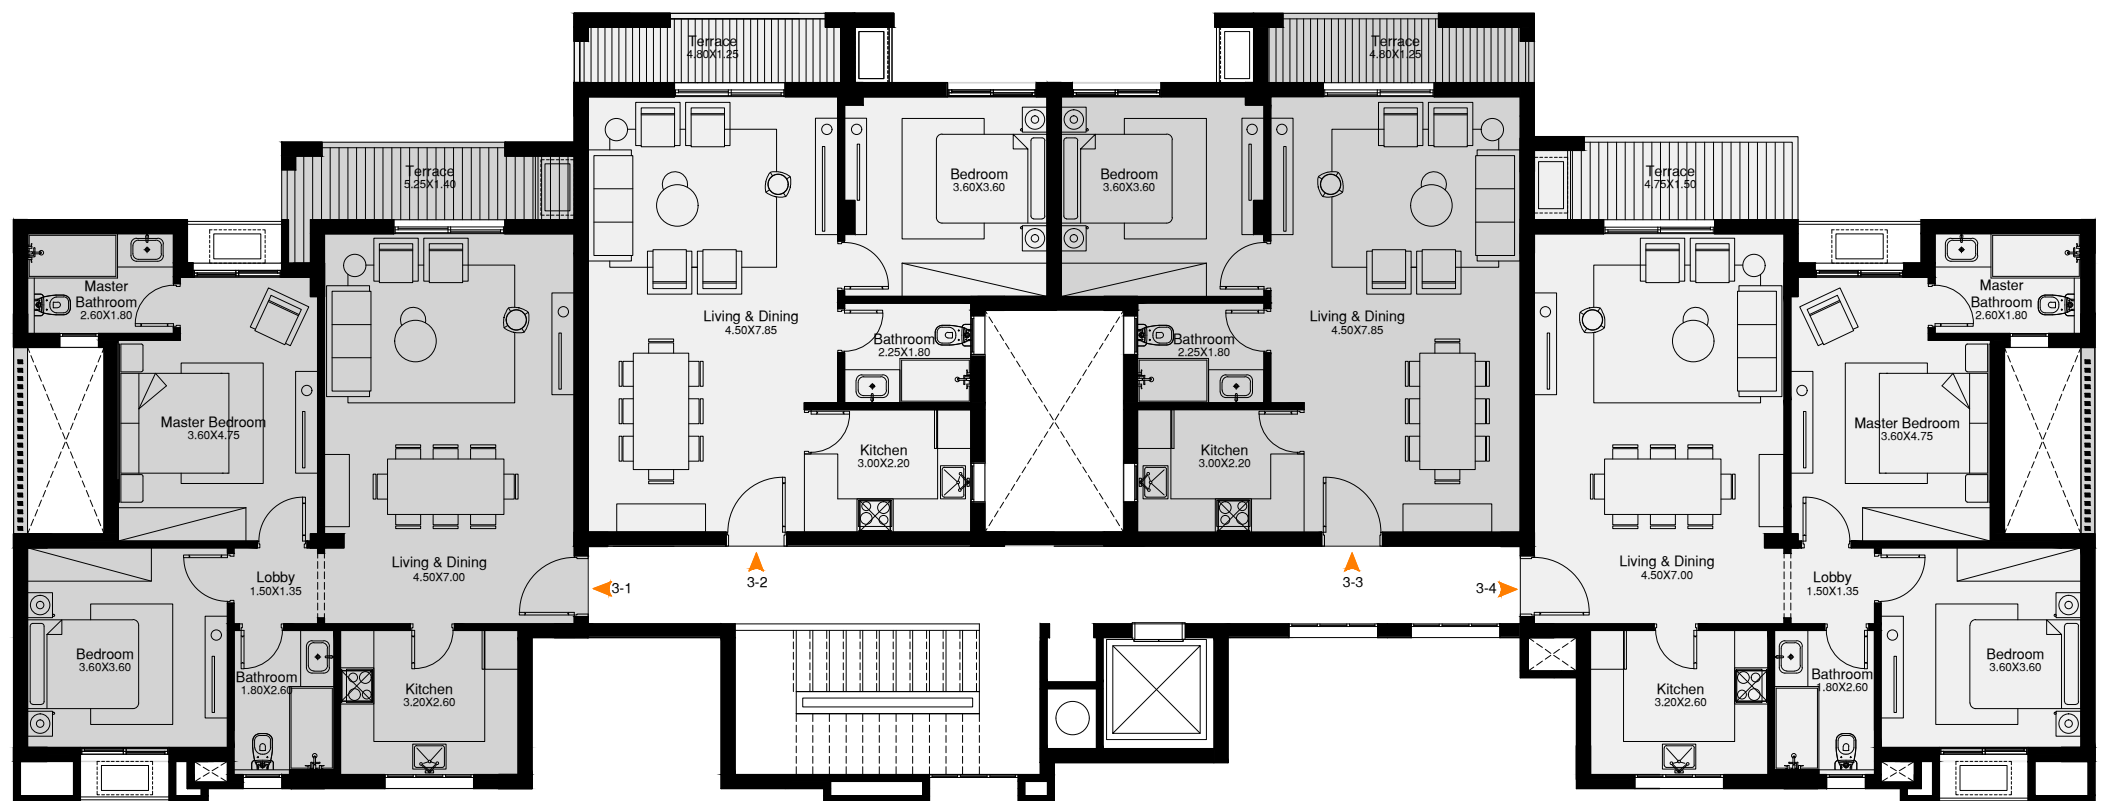 Terrace
4.80X1.25
Terrace
4.80X1.25
Terrace
5.25X1.40
Terrace
4.75X1.50
Bedroom
3.60X3.60
Bedroom
3.60X3.60
Master
Bathroom
2.60X1.80
Living & Dining
4.50X7.85
Bathroom
2.25X1.80
Bathroom
2.25X1.80
Living & Dining
4.50X7.85
Master
Bathroom
2.60X1.80
Master Bedroom
3.60X4.75
Kitchen
3.00X2.20
Kitchen
3.00X2.20
Master Bedroom
3.60X4.75
Lobby
1.50X1.35
Living & Dining
4.50X7.00
3-1
3-2
3-3
3-4
Living & Dining
4.50X7.00
Lobby
1.50X1.35
Bedroom
3.60X3.60
Bathroom
1.80X2.60
Kitchen
3.20X2.60
Kitchen
3.20X2.60
Bathroom
1.80X2.60
Bedroom
3.60X3.60